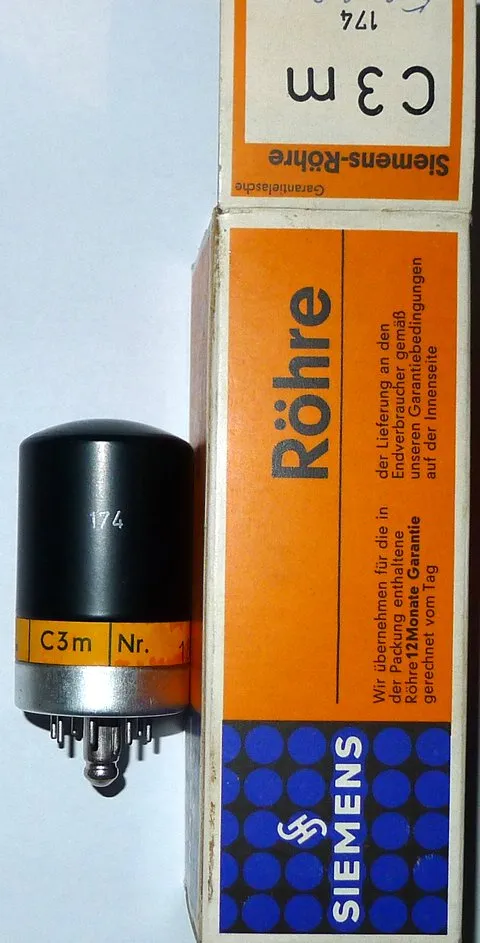 C3m
174
Siemens-Röhre
Garantielasche
Röhre
Wir übernehmen für die in
der Packung enthaltene
Röhre 12 Monate Garantie
gerechnet vom Tag
der Lieferung an den
Endverbraucher gemäß
unseren Garantiebedingungen
auf der Innenseite
SIEMENS
174
C3m Nr.